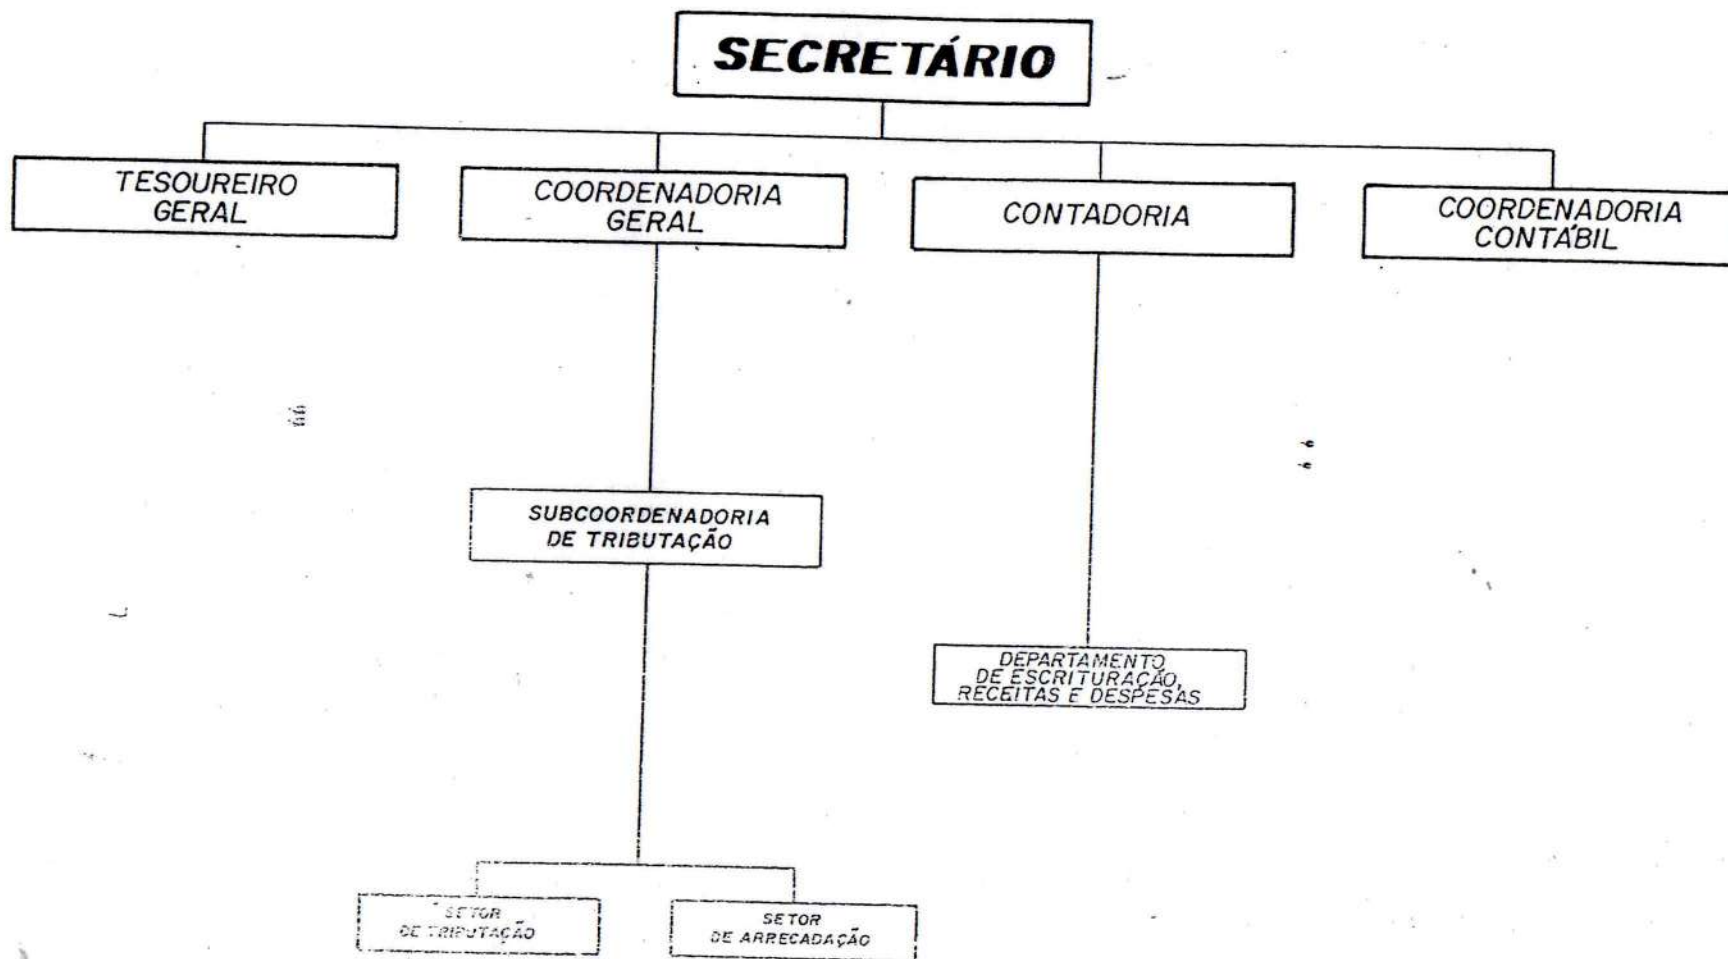 SECRETÁRIO
TESOUREIRO
GERAL
COORDENADORIA
GERAL
CONTADORIA
COORDENADORIA
CONTÁBIL
SUBCOORDENADORIA
DE TRIBUTAÇÃO
DEPARTAMENTO
DE ESCRITURAÇÃO,
RECEITAS E DESPESAS
SETOR
DE TRIBUTAÇÃO
SETOR
DE ARRECADAÇÃO